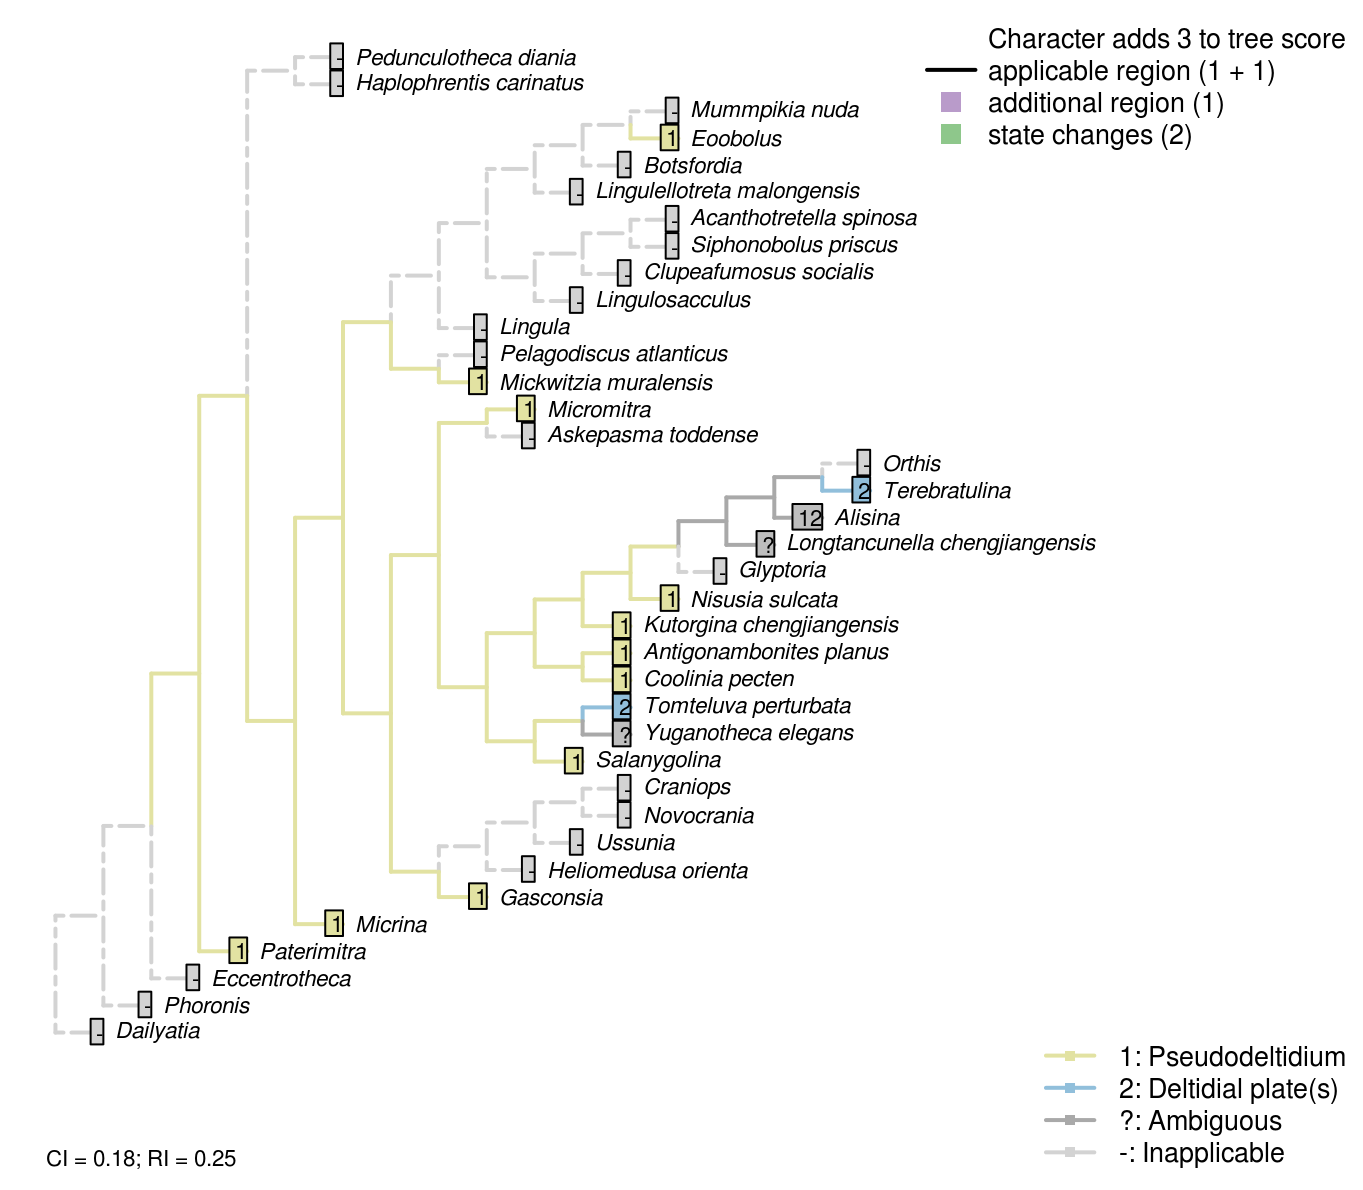 Character adds 3 to tree score
applicable region (1 + 1)
additional region (1)
state changes (2)
- Pedunculotheca diania
- Haplophrentis carinatus
- Mummpikia nuda
1 Eoobolus
- Botsfordia
- Lingulellotreta malongensis
- Acanthotretella spinosa
- Siphonobolus priscus
- Clupeafumosus socialis
- Lingulosacculus
- Lingula
- Pelagodiscus atlanticus
1 Mickwitzia muralensis
1 Micromitra
- Askepasma toddense
- Orthis
2 Terebratulina
12 Alisina
? Longtancunella chengjiangensis
- Glyptoria
1 Nisusia sulcata
1 Kutorgina chengjiangensis
1 Antigonambonites planus
1 Coolinia pecten
2 Tomteluva perturbata
? Yuganotheca elegans
1 Salanygolina
- Craniops
- Novocrania
- Ussunia
- Heliomedusa orienta
1 Gasconsia
1 Micrina
1 Paterimitra
- Eccentrotheca
- Phoronis
- Dailyatia
1: Pseudodeltidium
2: Deltidial plate(s)
?: Ambiguous
-: Inapplicable
CI = 0.18; RI = 0.25